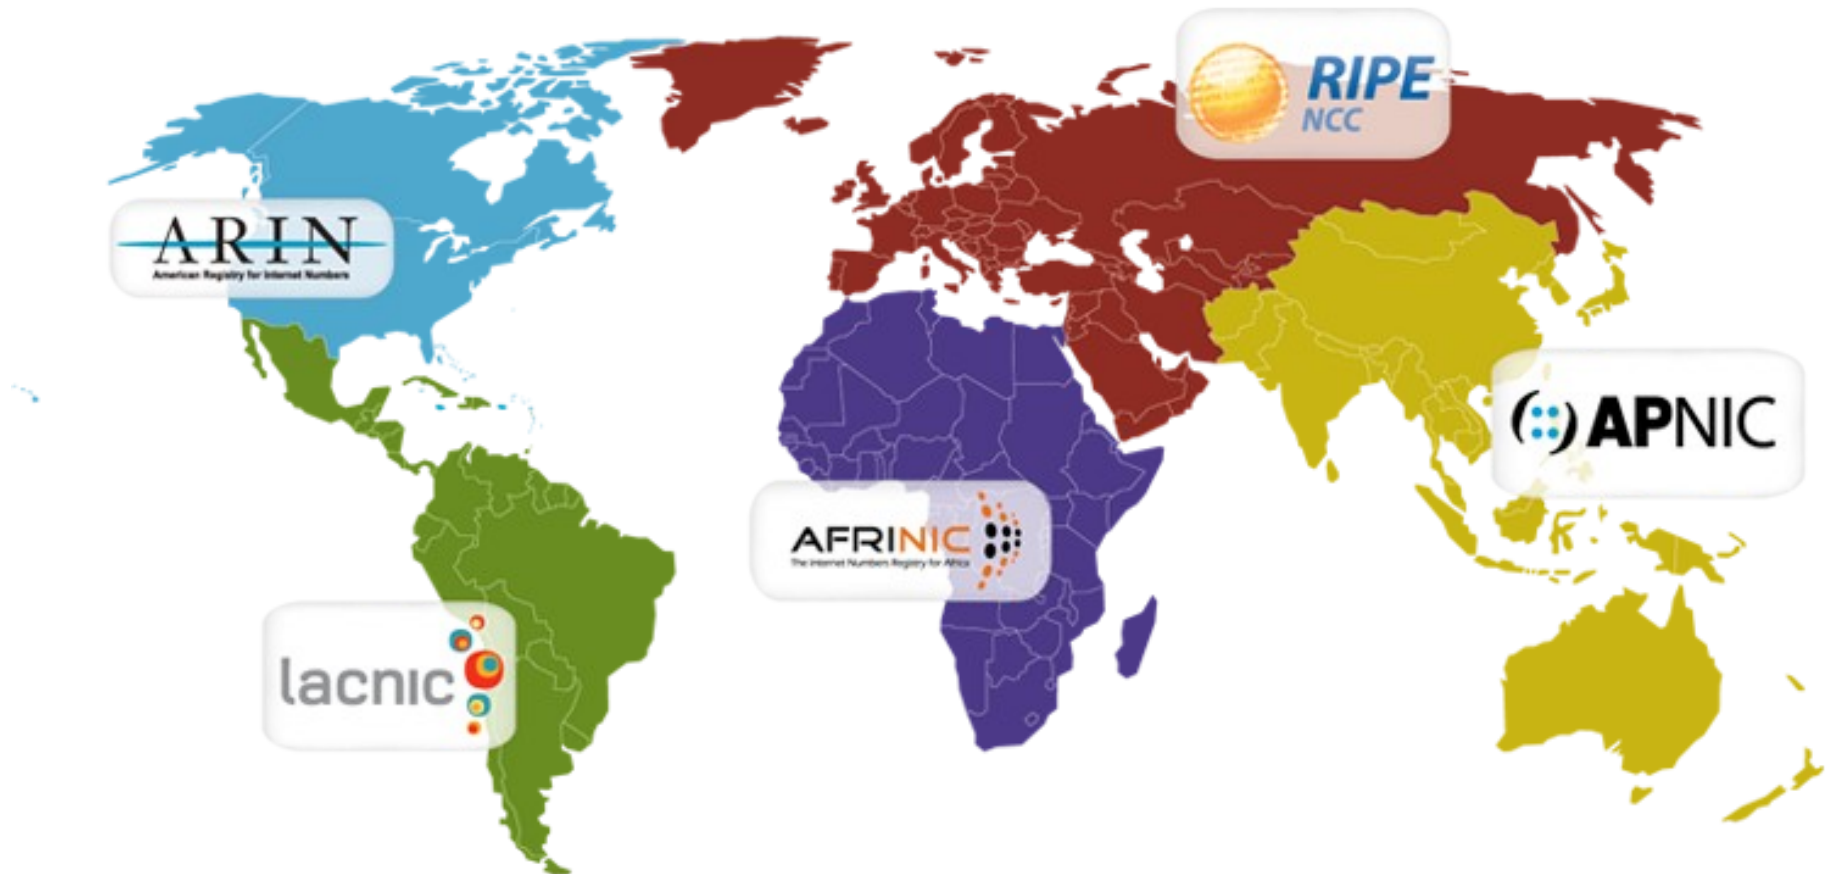 RIPE
NCC
ARIN
American Registry for Internet Numbers
APNIC
AFRINIC
The Internet Numbers Registry for Africa
lacnic